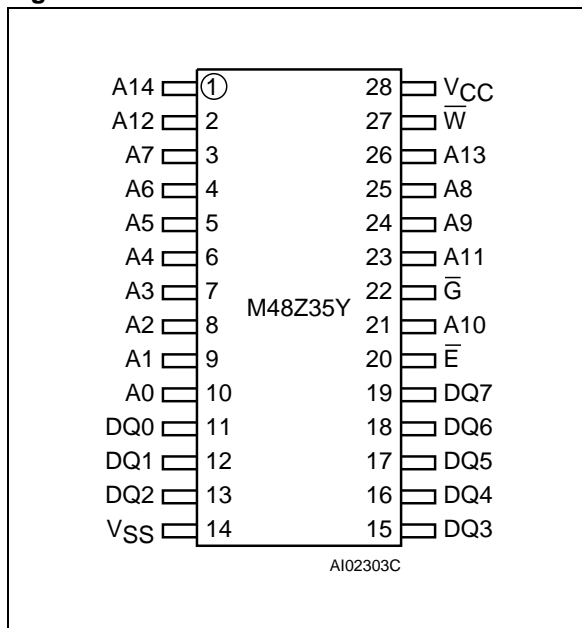 A14 1 28 VCC
A12 2 27 W̅
A7 3 26 A13
A6 4 25 A8
A5 5 24 A9
A4 6 23 A11
A3 7 22 G̅
M48Z35Y
A2 8 21 A10
A1 9 20 E̅
A0 10 19 DQ7
DQ0 11 18 DQ6
DQ1 12 17 DQ5
DQ2 13 16 DQ4
VSS 14 15 DQ3
AI02303C